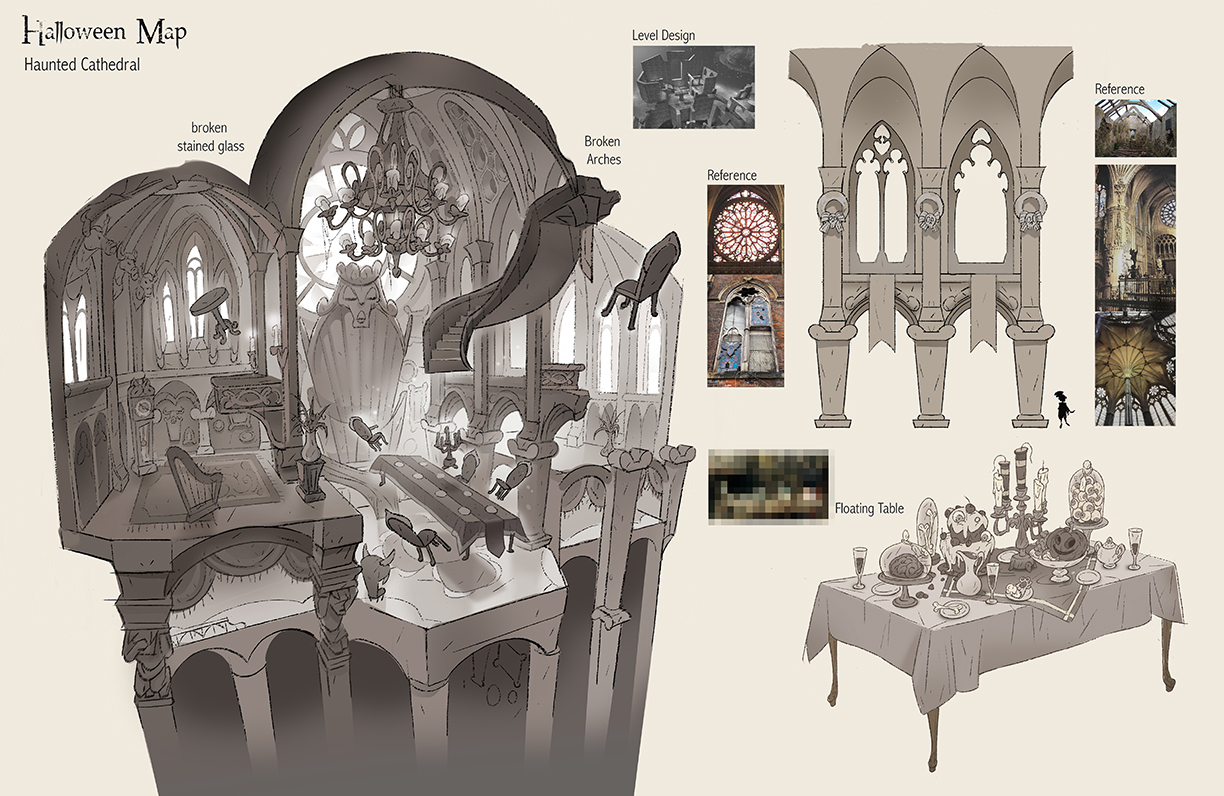 Halloween Map
Haunted Cathedral
broken
stained glass
Broken
Arches
Level Design
Reference
Reference
Floating Table